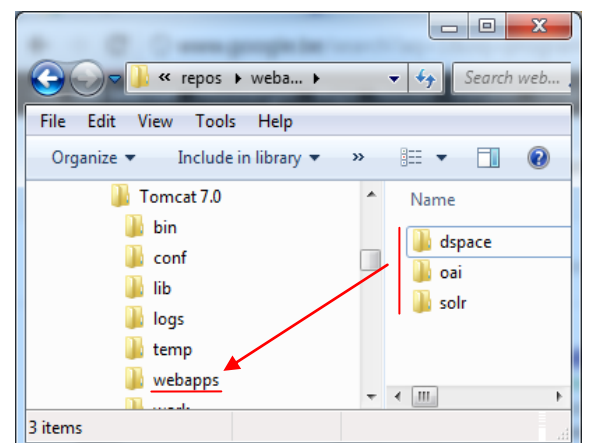 « repos ▸ weba... ▸ Search web...
File Edit View Tools Help
Organize ▾ Include in library ▾ »
Tomcat 7.0
bin
conf
lib
logs
temp
webapps
work
Name
dspace
oai
solr
3 items